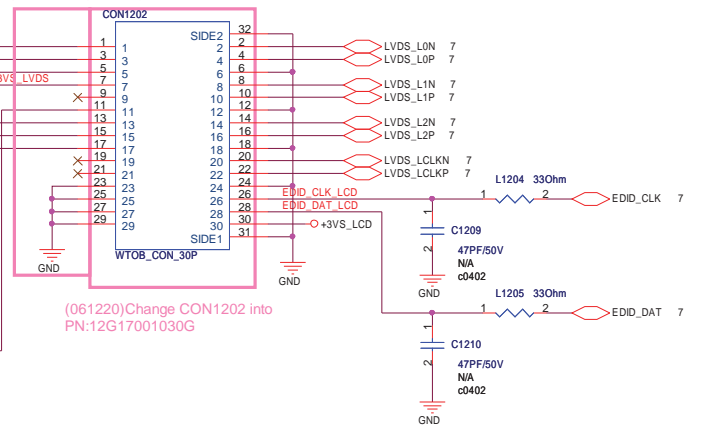 CON1202
SIDE2 32
1 1 2 2 LVDS_L0N 7
3 3 4 4 LVDS_L0P 7
5 5 6 6
3VS_LVDS 7 7 8 8 LVDS_L1N 7
9 9 10 10 LVDS_L1P 7
11 11 12 12
13 13 14 14 LVDS_L2N 7
15 15 16 16 LVDS_L2P 7
17 17 18 18
19 19 20 20 LVDS_LCLKN 7
21 21 22 22 LVDS_LCLKP 7
23 23 24 24
25 25 26 26 EDID_CLK_LCD
27 27 28 28 EDID_DAT_LCD
29 29 30 30 +3VS_LCD
SIDE1 31
WTOB_CON_30P
GND
GND
(061220)Change CON1202 into
PN:12G17001030G
L1204 33Ohm
1 2 EDID_CLK 7
1
C1209
2
47PF/50V
N/A
c0402
GND
L1205 33Ohm
1 2 EDID_DAT 7
1
C1210
2
47PF/50V
N/A
c0402
GND